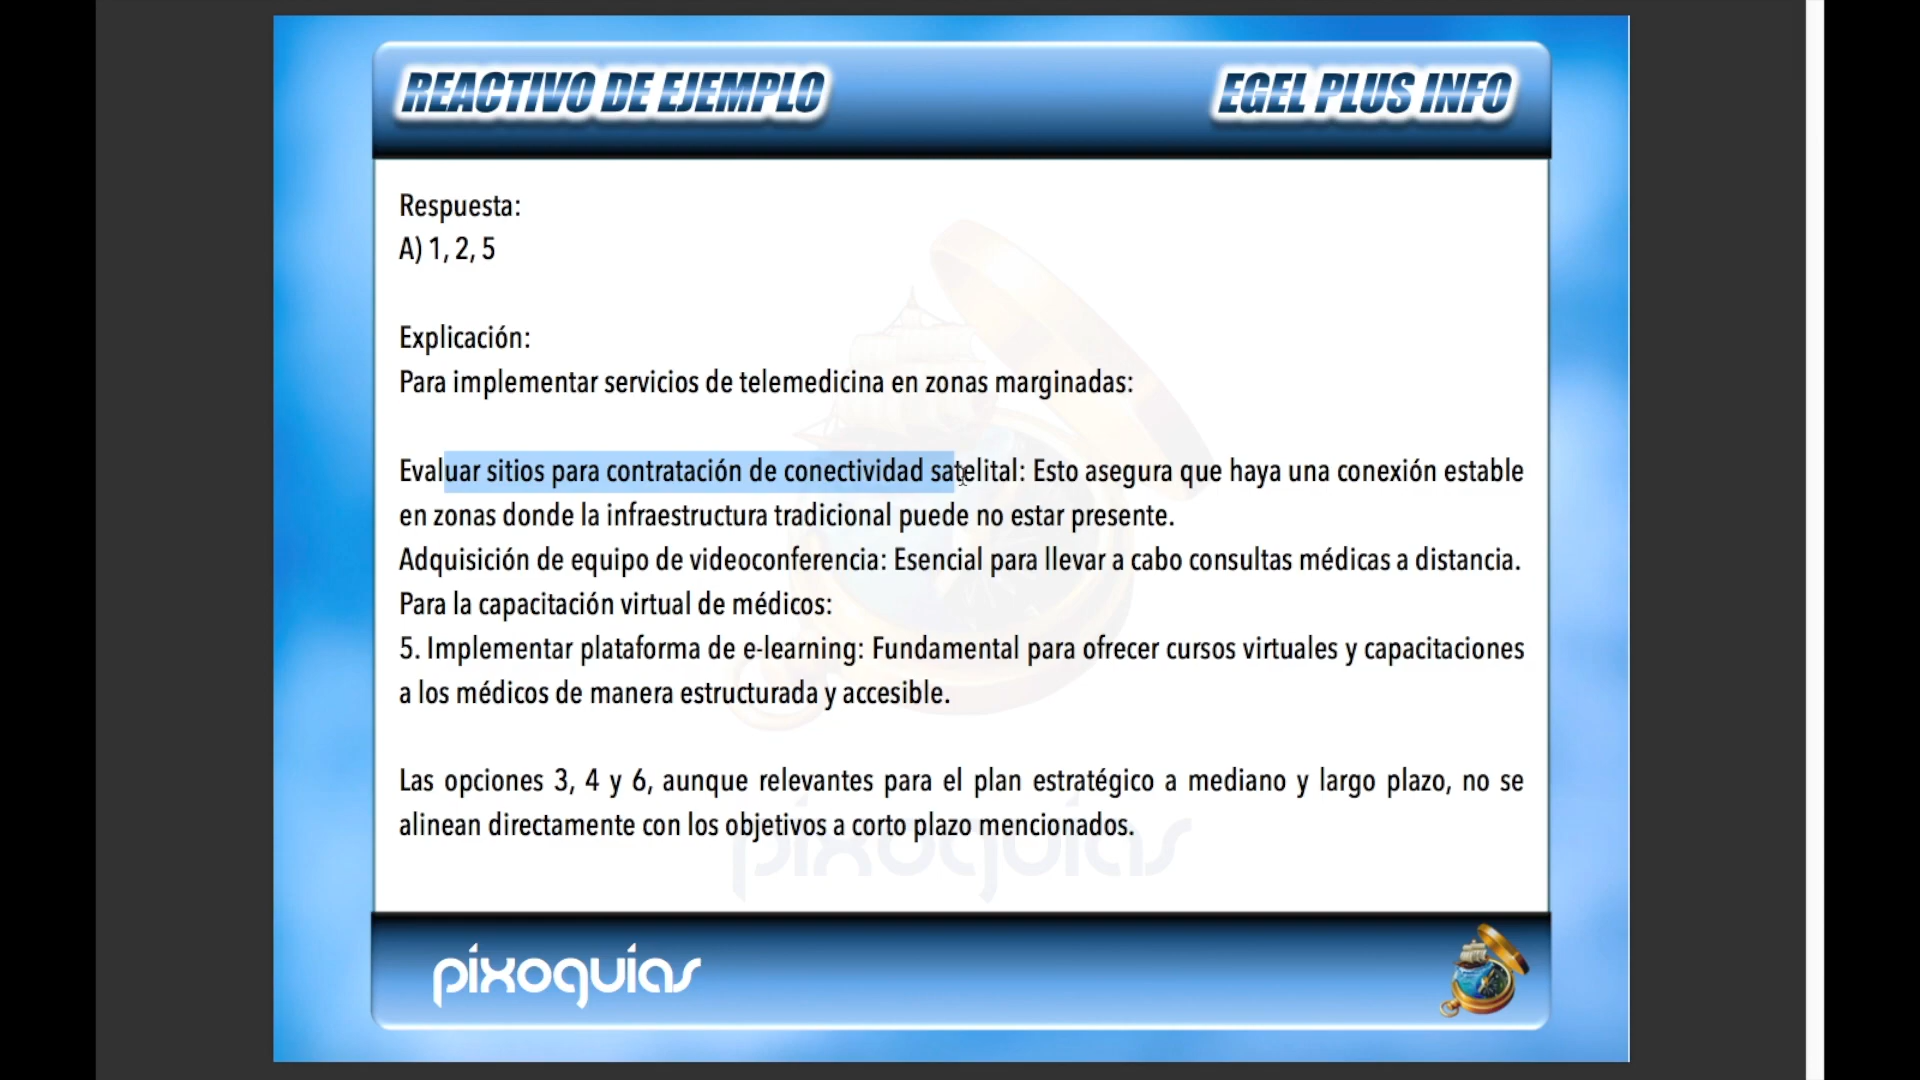 REACTIVO DE EJEMPLO
EGEL PLUS INFO
Respuesta:
A) 1, 2, 5
Explicación:
Para implementar servicios de telemedicina en zonas marginadas:
Evaluar sitios para contratación de conectividad satelital: Esto asegura que haya una conexión estable
en zonas donde la infraestructura tradicional puede no estar presente.
Adquisición de equipo de videoconferencia: Esencial para llevar a cabo consultas médicas a distancia.
Para la capacitación virtual de médicos:
5. Implementar plataforma de e-learning: Fundamental para ofrecer cursos virtuales y capacitaciones
a los médicos de manera estructurada y accesible.
Las opciones 3, 4 y 6, aunque relevantes para el plan estratégico a mediano y largo plazo, no se
alinean directamente con los objetivos a corto plazo mencionados.
pixoguias
pixoguias